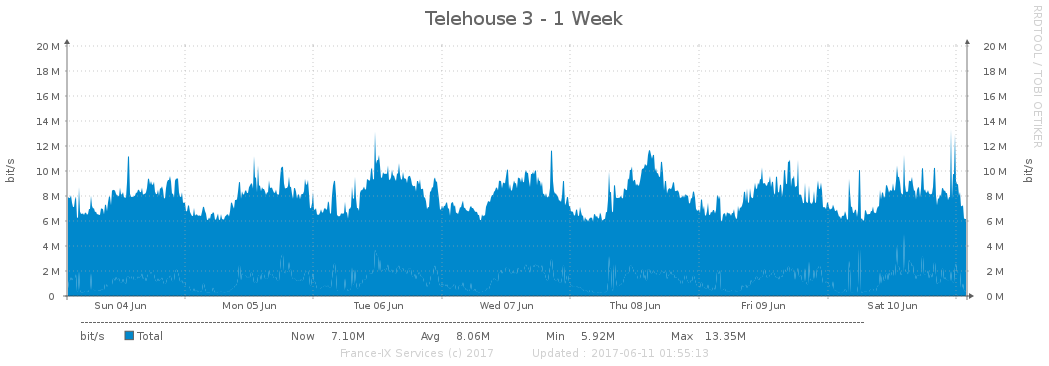 Telehouse 3 - 1 Week
RRDTOOL / TOBI OETIKER
bit/s
bit/s
20 M 20 M
18 M 18 M
16 M 16 M
14 M 14 M
12 M 12 M
10 M 10 M
8 M 8 M
6 M 6 M
4 M 4 M
2 M 2 M
0 0 M
Sun 04 Jun Mon 05 Jun Tue 06 Jun Wed 07 Jun Thu 08 Jun Fri 09 Jun Sat 10 Jun
bit/s Total Now 7.10M Avg 8.06M Min 5.92M Max 13.35M
France-IX Services (c) 2017 Updated : 2017-06-11 01:55:13